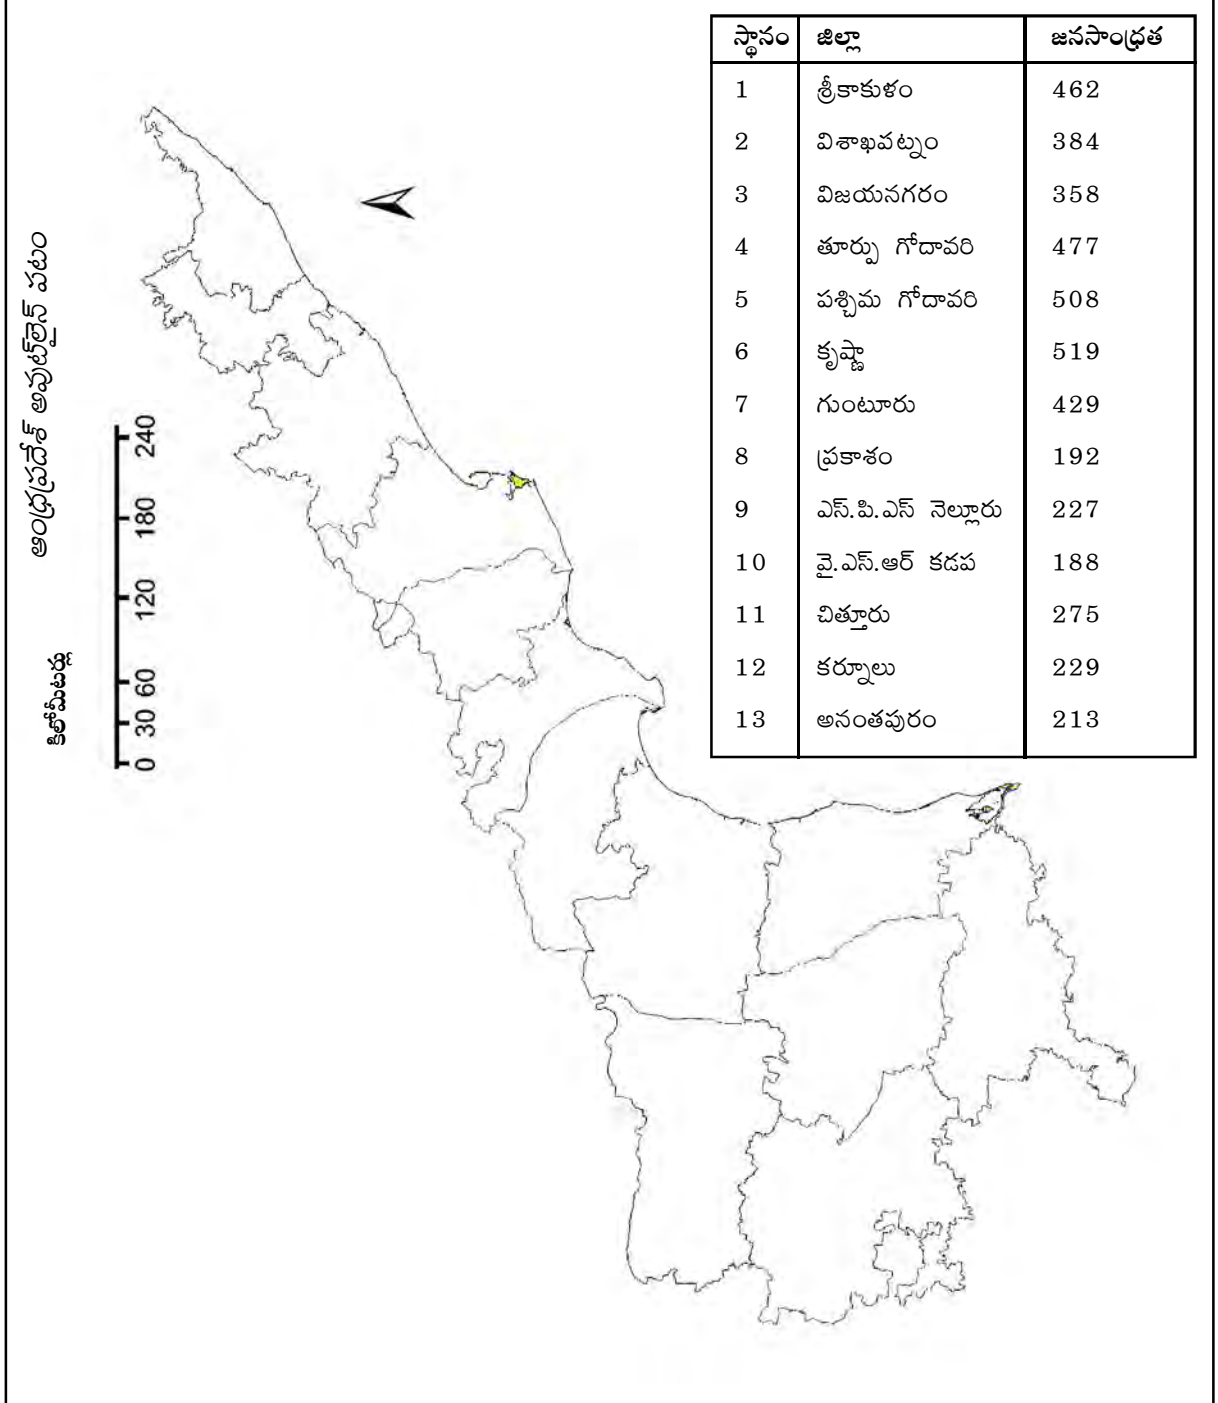 స్థానం జిల్లా జనసాంద్రత
1 శ్రీకాకుళం 462
2 విశాఖపట్నం 384
3 విజయనగరం 358
4 తూర్పు గోదావరి 477
5 పశ్చిమ గోదావరి 508
6 కృష్ణా 519
7 గుంటూరు 429
8 ప్రకాశం 192
9 ఎస్.పి.ఎస్ నెల్లూరు 227
10 వై.ఎస్.ఆర్ కడప 188
11 చిత్తూరు 275
12 కర్నూలు 229
13 అనంతపురం 213
ఆంధ్రప్రదేశ్ అవుట్‌లైన్ పటం
కిలోమీటర్లు
0 30 60 120 180 240